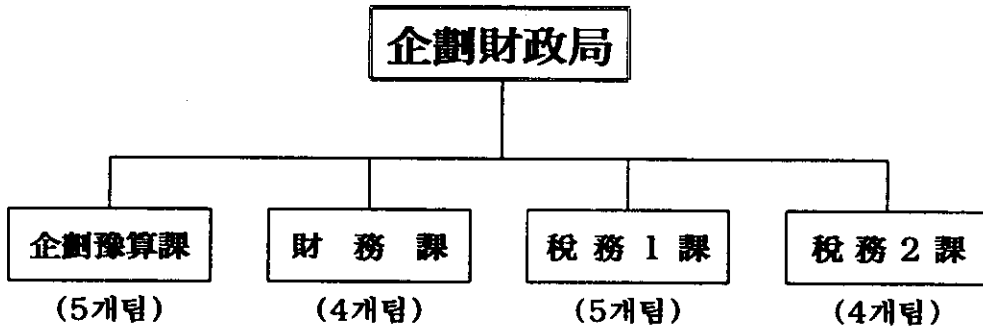 企劃財政局
企劃豫算課
財 務 課
稅 務 1 課
稅 務 2 課
(5개팀)
(4개팀)
(5개팀)
(4개팀)